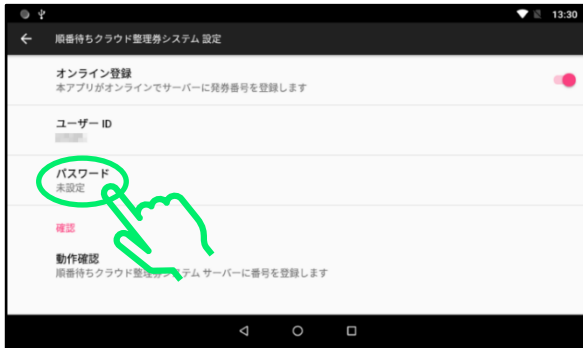 13:30
順番待ちクラウド整理券システム 設定
オンライン登録
本アプリがオンラインでサーバーに発券番号を登録します
ユーザー ID
パスワード
未設定
確認
動作確認
順番待ちクラウド整理券システム サーバーに番号を登録します